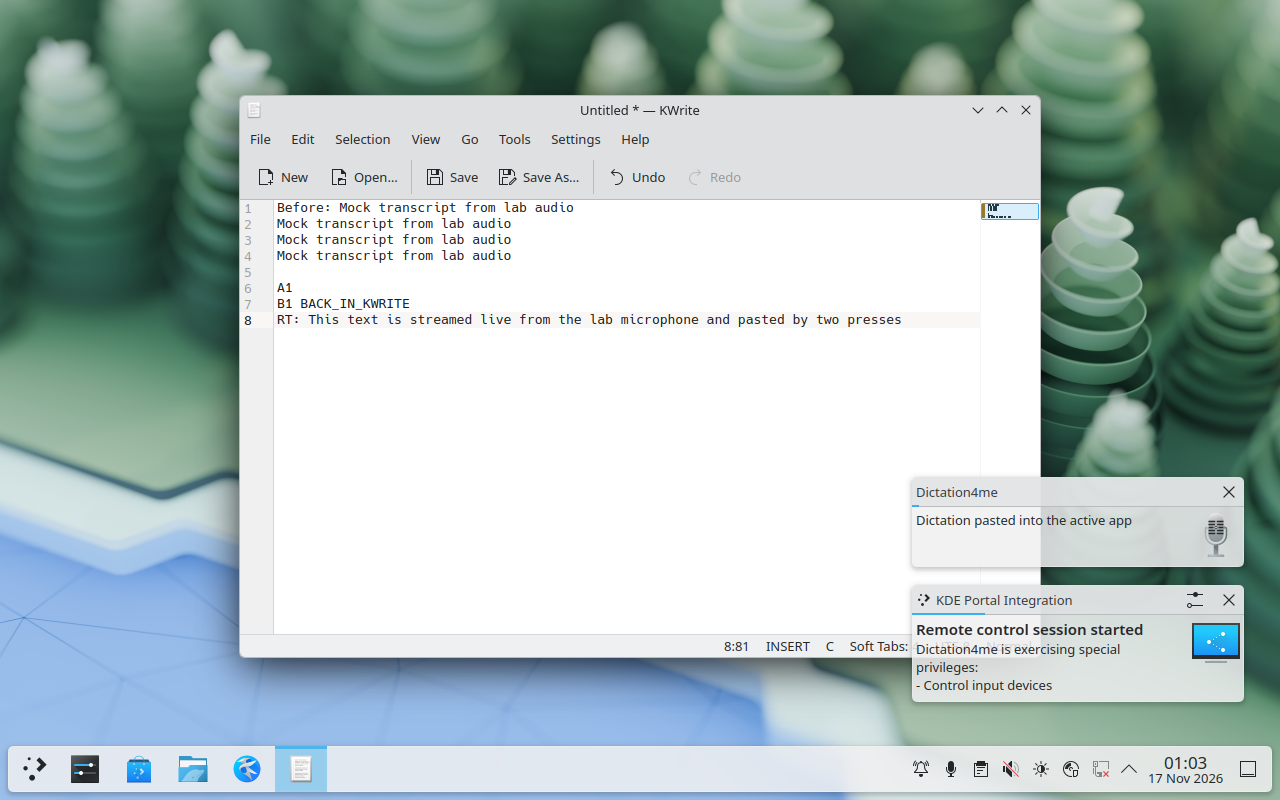 Untitled * — KWrite
File Edit Selection View Go Tools Settings Help
New Open... Save Save As... Undo Redo
1 Before: Mock transcript from lab audio
2 Mock transcript from lab audio
3 Mock transcript from lab audio
4 Mock transcript from lab audio
5
6 A1
7 B1 BACK_IN_KWRITE
8 RT: This text is streamed live from the lab microphone and pasted by two presses
8:81 INSERT C Soft Tabs:
Dictation4me
Dictation pasted into the active app
KDE Portal Integration
Remote control session started
Dictation4me is exercising special
privileges:
- Control input devices
01:03
17 Nov 2026